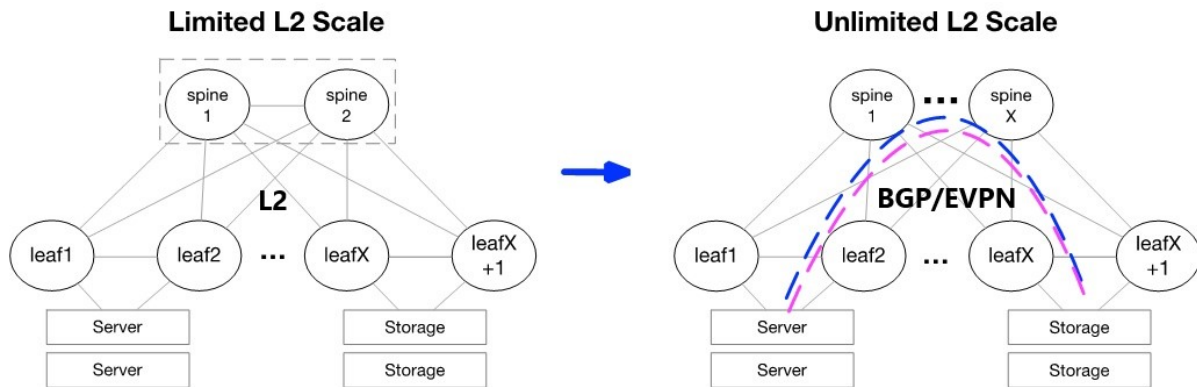 Limited L2 Scale
Unlimited L2 Scale
spine
1
spine
2
spine
1
...
spine
X
L2
BGP/EVPN
leaf1
leaf2
...
leafX
leafX
+1
leaf1
leaf2
...
leafX
leafX
+1
Server
Storage
Server
Storage
Server
Storage
Server
Storage